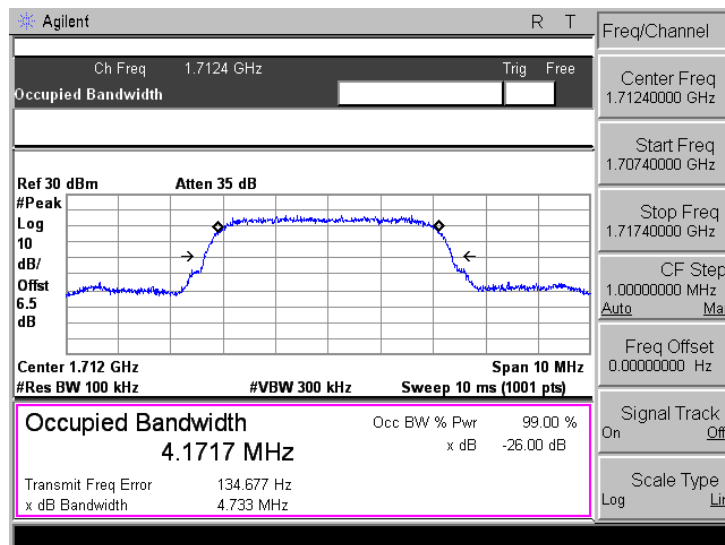 Agilent R T
Ch Freq 1.7124 GHz Trig Free
Occupied Bandwidth
Ref 30 dBm Atten 35 dB
#Peak
Log
10
dB/
Offst
6.5
dB
Center 1.712 GHz Span 10 MHz
#Res BW 100 kHz #VBW 300 kHz Sweep 10 ms (1001 pts)
Occupied Bandwidth
4.1717 MHz
Occ BW % Pwr 99.00 %
x dB -26.00 dB
Transmit Freq Error 134.677 Hz
x dB Bandwidth 4.733 MHz
Freq/Channel
Center Freq
1.71240000 GHz
Start Freq
1.70740000 GHz
Stop Freq
1.71740000 GHz
CF Step
1.00000000 MHz
Auto Ma
Freq Offset
0.00000000 Hz
Signal Track
On Off
Scale Type
Log Lin